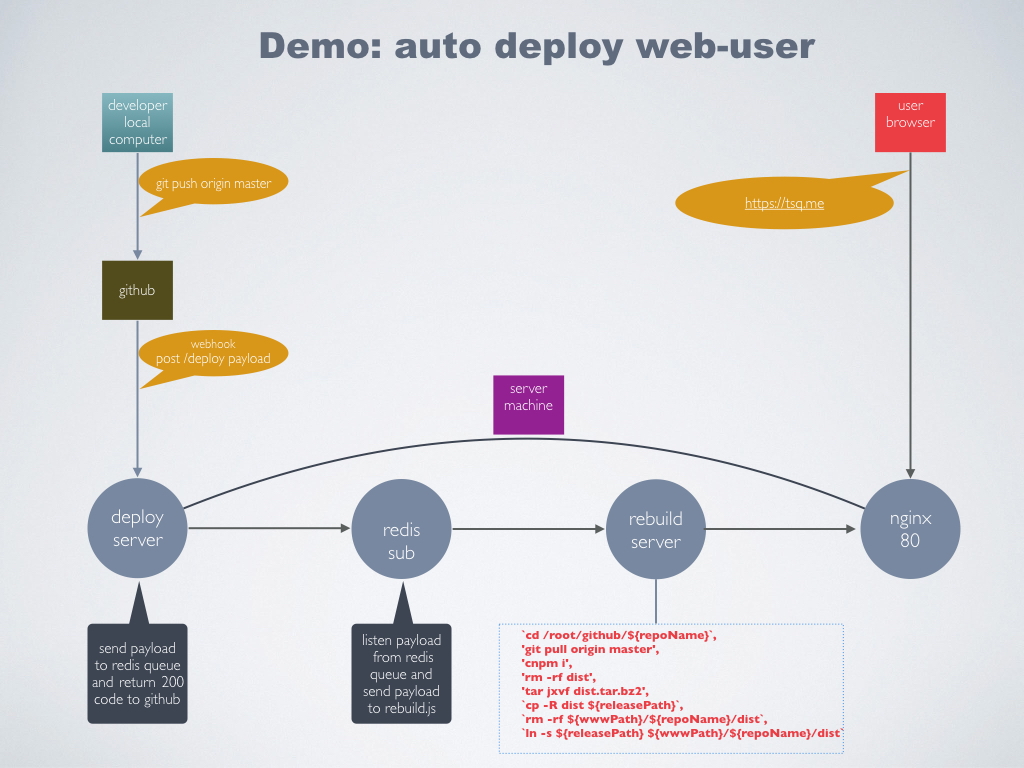 Demo: auto deploy web-user
developer
local
computer
user
browser
git push origin master
https://tsq.me
github
webhook
post /deploy payload
server
machine
deploy
server
redis
sub
rebuild
server
nginx
80
send payload
to redis queue
and return 200
code to github
listen payload
from redis
queue and
send payload
to rebuild.js
`cd /root/github/${repoName}`,
'git pull origin master',
'cnpm i',
'rm -rf dist',
'tar jxvf dist.tar.bz2',
`cp -R dist ${releasePath}`,
`rm -rf ${wwwPath}/${repoName}/dist`,
`ln -s ${releasePath} ${wwwPath}/${repoName}/dist`